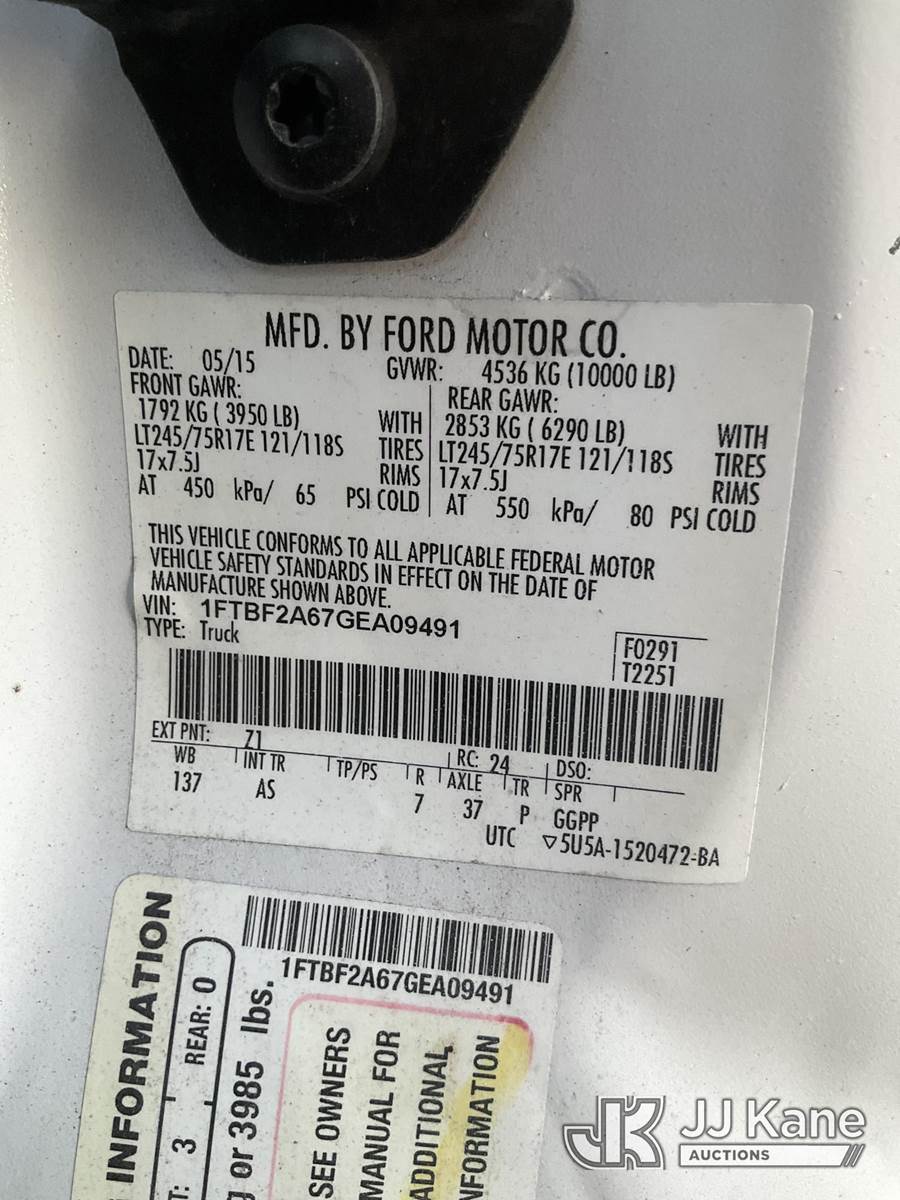 MFD. BY FORD MOTOR CO.
DATE: 05/15 GVWR: 4536 KG (10000 LB)
FRONT GAWR: REAR GAWR:
1792 KG ( 3950 LB) WITH 2853 KG ( 6290 LB) WITH
LT245/75R17E 121/118S TIRES LT245/75R17E 121/118S TIRES
17x7.5J RIMS 17x7.5J RIMS
AT 450 kPa/ 65 PSI COLD AT 550 kPa/ 80 PSI COLD
THIS VEHICLE CONFORMS TO ALL APPLICABLE FEDERAL MOTOR
VEHICLE SAFETY STANDARDS IN EFFECT ON THE DATE OF
MANUFACTURE SHOWN ABOVE.
VIN: 1FTBF2A67GEA09491
TYPE: Truck
F0291
T2251
EXT PNT: Z1 RC: 24 DSO:
WB INT TR TP/PS R AXLE TR SPR
137 AS 7 37 P GGPP
UTC ▽5U5A-1520472-BA
1FTBF2A67GEA09491
INFORMATION
3 REAR: 0
or 3985 lbs.
SEE OWNERS
MANUAL FOR
ADDITIONAL
INFORMATION
JK JJ Kane
AUCTIONS